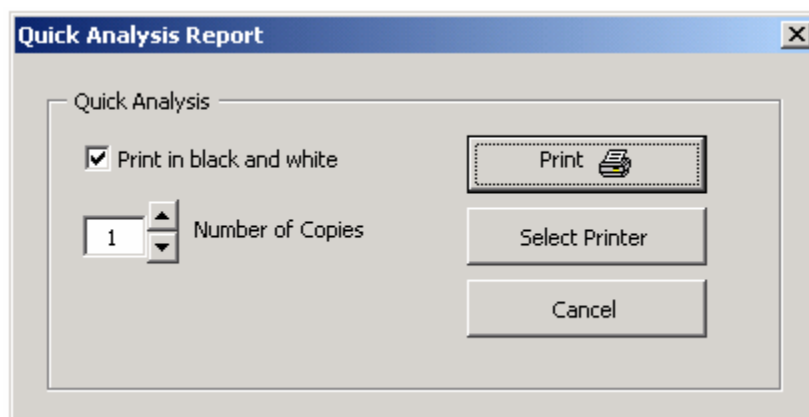 Quick Analysis Report
Quick Analysis
Print in black and white
Print
1
Number of Copies
Select Printer
Cancel